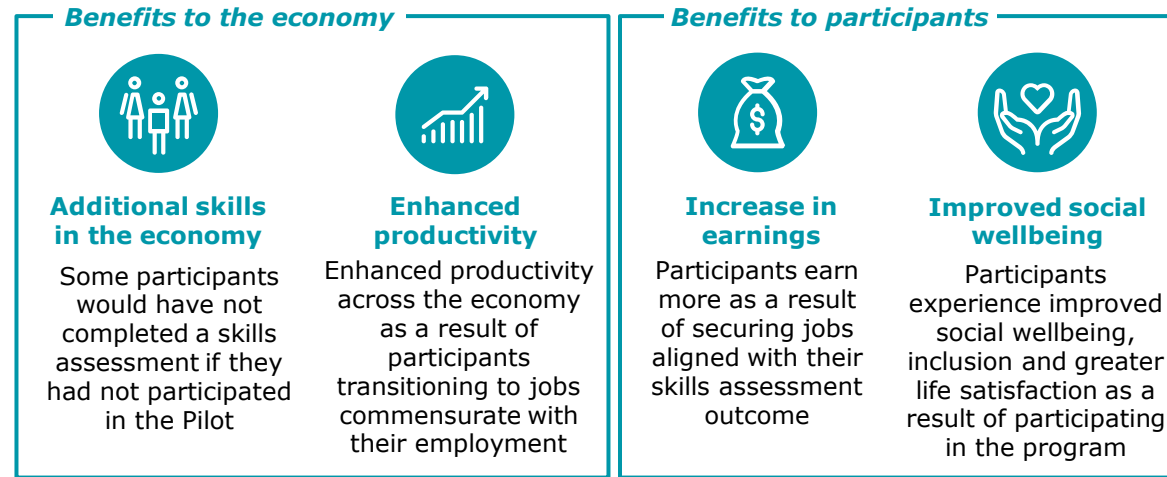 Benefits to the economy
Additional skills
in the economy
Some participants
would have not
completed a skills
assessment if they
had not participated
in the Pilot
Enhanced
productivity
Enhanced productivity
across the economy
as a result of
participants
transitioning to jobs
commensurate with
their employment
Benefits to participants
$
Increase in
earnings
Participants earn
more as a result
of securing jobs
aligned with their
skills assessment
outcome
Improved social
wellbeing
Participants
experience improved
social wellbeing,
inclusion and greater
life satisfaction as a
result of participating
in the program